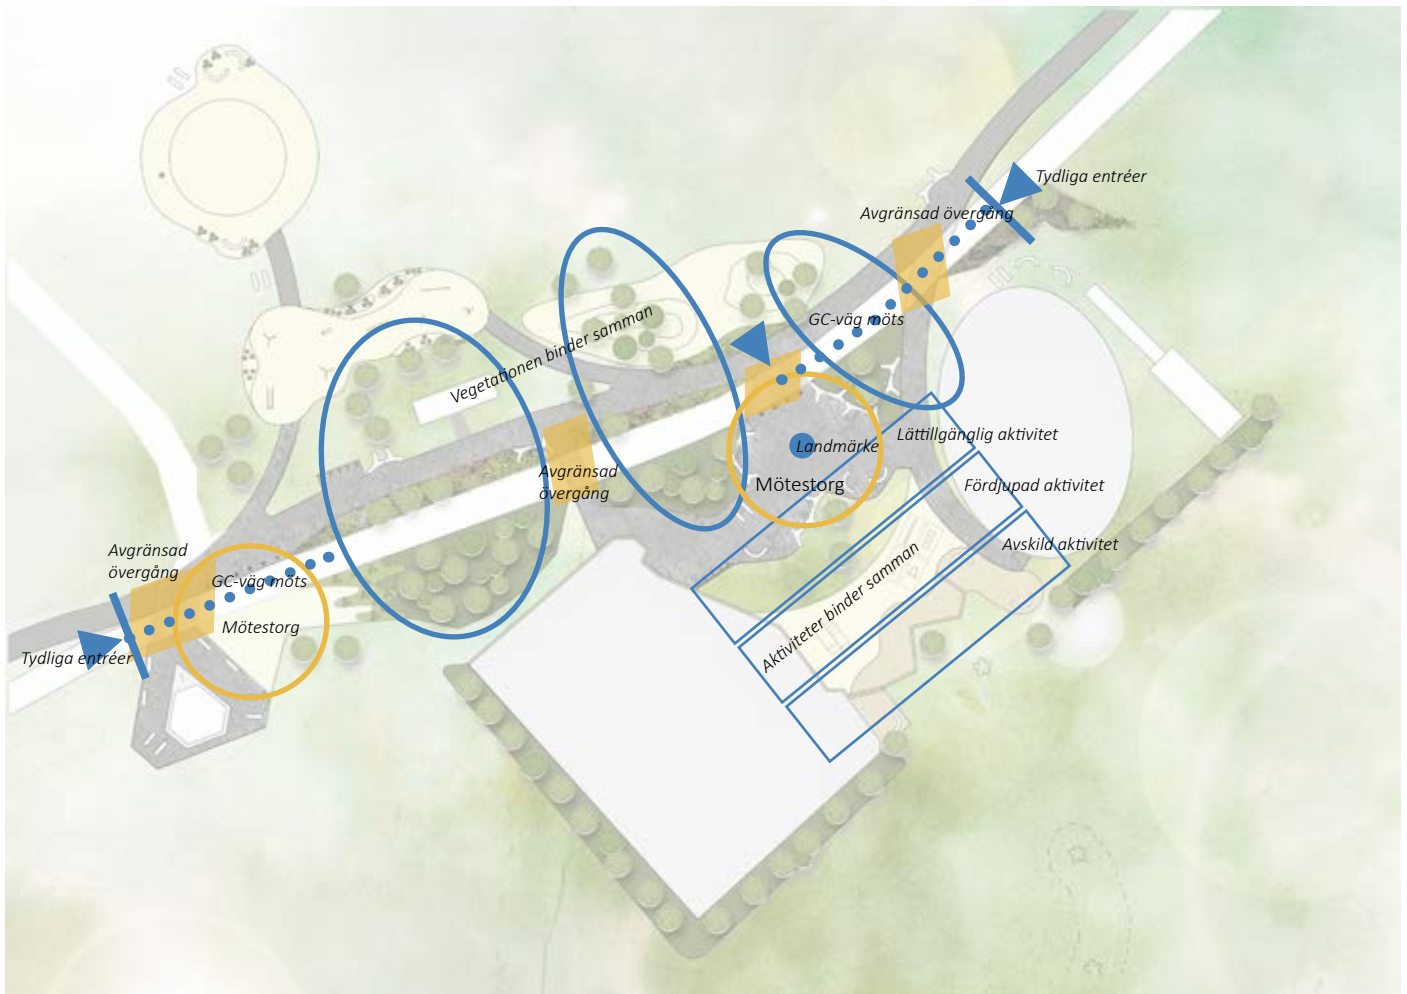 Tydliga entréer
Avgränsad övergång
GC-väg möts
Vegetationen binder samman
Landmärke
Lättillgänglig aktivitet
Mötestorg
Fördjupad aktivitet
Avgränsad
övergång
Avskild aktivitet
Aktiviteter binder samman
Avgränsad
övergång
GC-väg möts
Mötestorg
Tydliga entréer